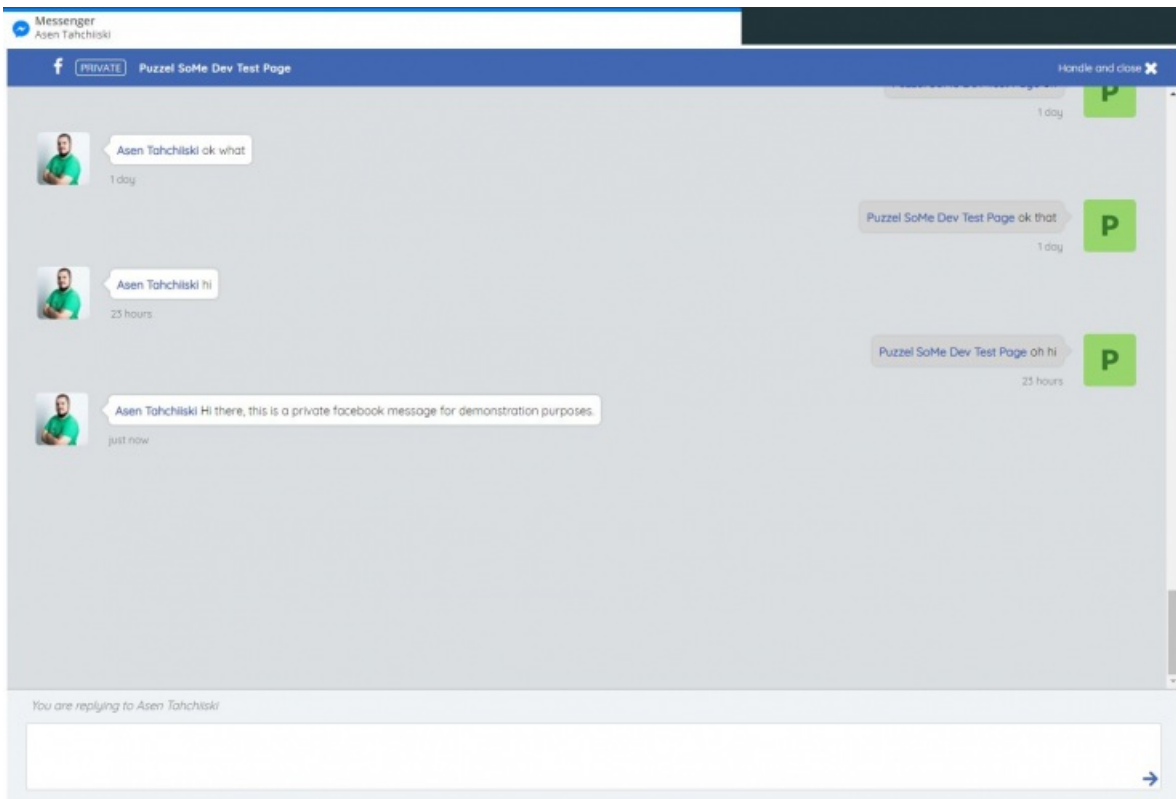 Messenger
Asen Tahchiiski
f PRIVATE Puzzel SoMe Dev Test Page Handle and close
P
1 day
Asen Tahchiiski ok what
1 day
Puzzel SoMe Dev Test Page ok that
P
1 day
Asen Tahchiiski hi
23 hours
Puzzel SoMe Dev Test Page oh hi
P
23 hours
Asen Tahchiiski Hi there, this is a private facebook message for demonstration purposes.
just now
You are replying to Asen Tahchiiski